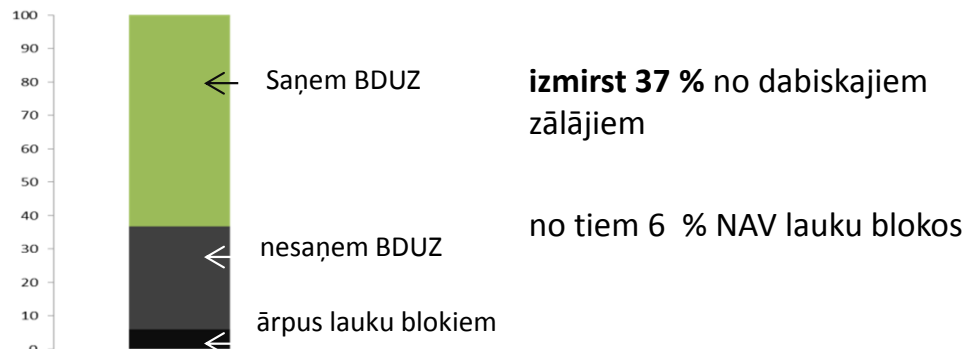 100
90
80
70
60
50
40
30
20
10
0
Saņem BDUZ
nesaņem BDUZ
ārpus lauku blokiem
izmirst 37 % no dabiskajiem
zālājiem
no tiem 6 % NAV lauku blokos